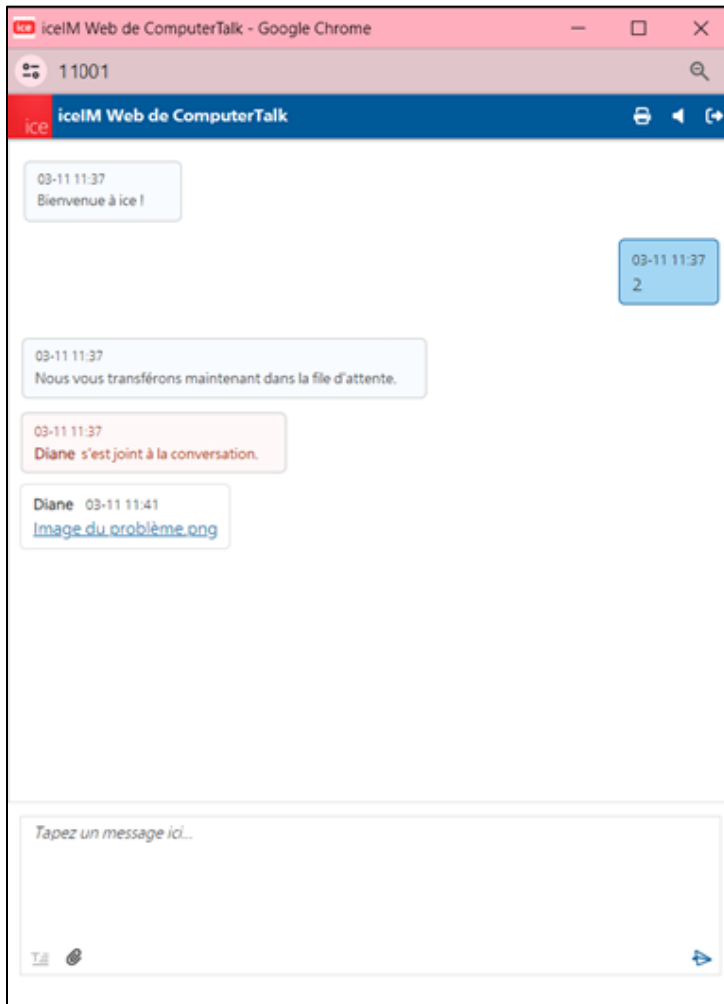 ice iceIM Web de ComputerTalk - Google Chrome
11001
ice iceIM Web de ComputerTalk
03-11 11:37
Bienvenue à ice !
03-11 11:37
2
03-11 11:37
Nous vous transférons maintenant dans la file d'attente.
03-11 11:37
Diane s'est joint à la conversation.
Diane 03-11 11:41
Image du problème.png
Tapez un message ici...